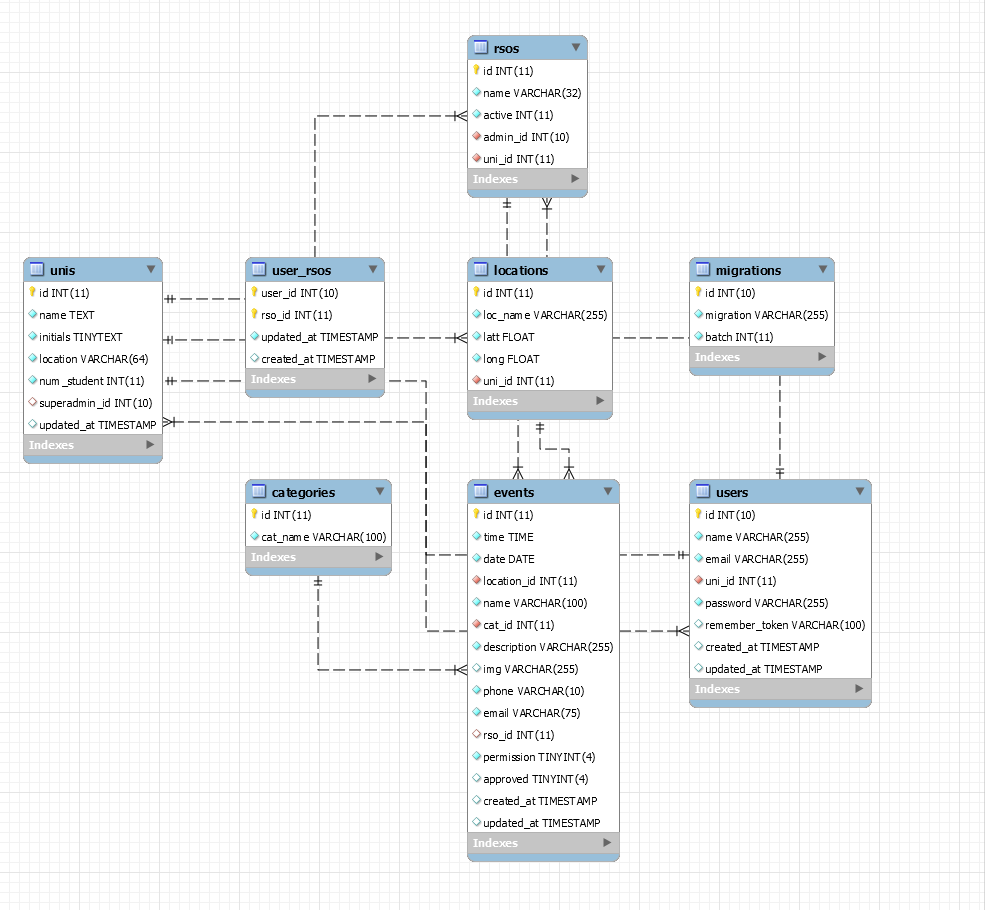 rsos
id INT(11)
name VARCHAR(32)
active INT(11)
admin_id INT(10)
uni_id INT(11)
Indexes
unis
id INT(11)
name TEXT
initials TINYTEXT
location VARCHAR(64)
num_student INT(11)
superadmin_id INT(10)
updated_at TIMESTAMP
Indexes
user_rsos
user_id INT(10)
rso_id INT(11)
updated_at TIMESTAMP
created_at TIMESTAMP
Indexes
locations
id INT(11)
loc_name VARCHAR(255)
latt FLOAT
long FLOAT
uni_id INT(11)
Indexes
migrations
id INT(10)
migration VARCHAR(255)
batch INT(11)
Indexes
categories
id INT(11)
cat_name VARCHAR(100)
Indexes
events
id INT(11)
time TIME
date DATE
location_id INT(11)
name VARCHAR(100)
cat_id INT(11)
description VARCHAR(255)
img VARCHAR(255)
phone VARCHAR(10)
email VARCHAR(75)
rso_id INT(11)
permission TINYINT(4)
approved TINYINT(4)
created_at TIMESTAMP
updated_at TIMESTAMP
Indexes
users
id INT(10)
name VARCHAR(255)
email VARCHAR(255)
uni_id INT(11)
password VARCHAR(255)
remember_token VARCHAR(100)
created_at TIMESTAMP
updated_at TIMESTAMP
Indexes